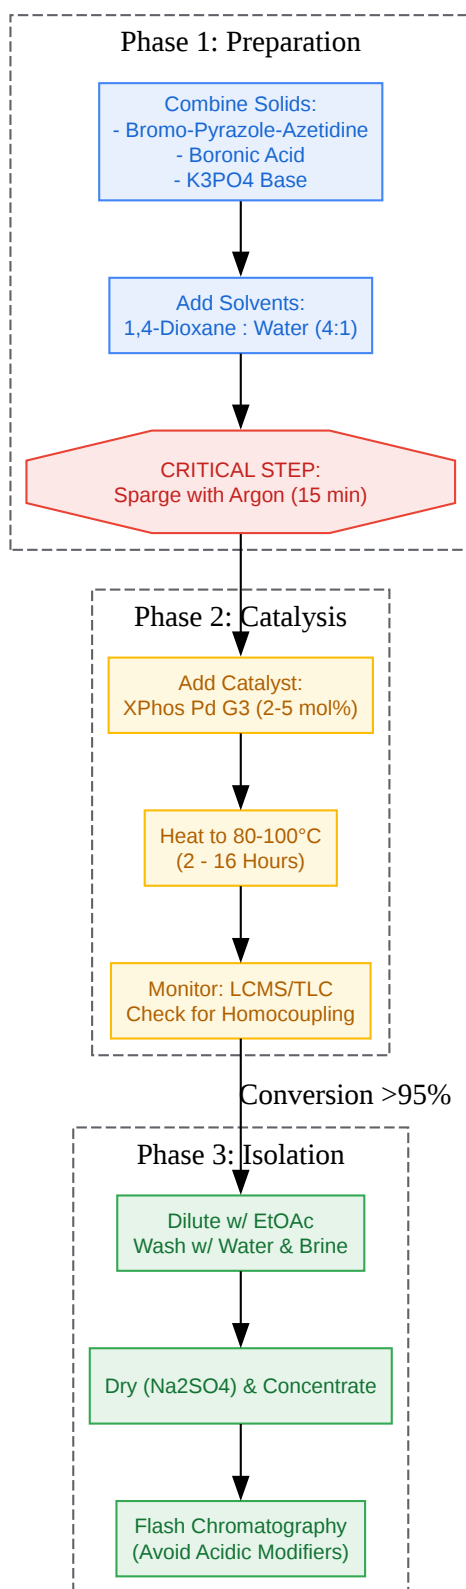 Phase 1: Preparation
Combine Solids:
- Bromo-Pyrazole-Azetidine
- Boronic Acid
- K3PO4 Base
Add Solvents:
1,4-Dioxane : Water (4:1)
CRITICAL STEP:
Sparge with Argon (15 min)
Phase 2: Catalysis
Add Catalyst:
XPhos Pd G3 (2-5 mol%)
Heat to 80-100°C
(2 - 16 Hours)
Monitor: LCMS/TLC
Check for Homocoupling
Conversion >95%
Phase 3: Isolation
Dilute w/ EtOAc
Wash w/ Water & Brine
Dry (Na2SO4) & Concentrate
Flash Chromatography
(Avoid Acidic Modifiers)